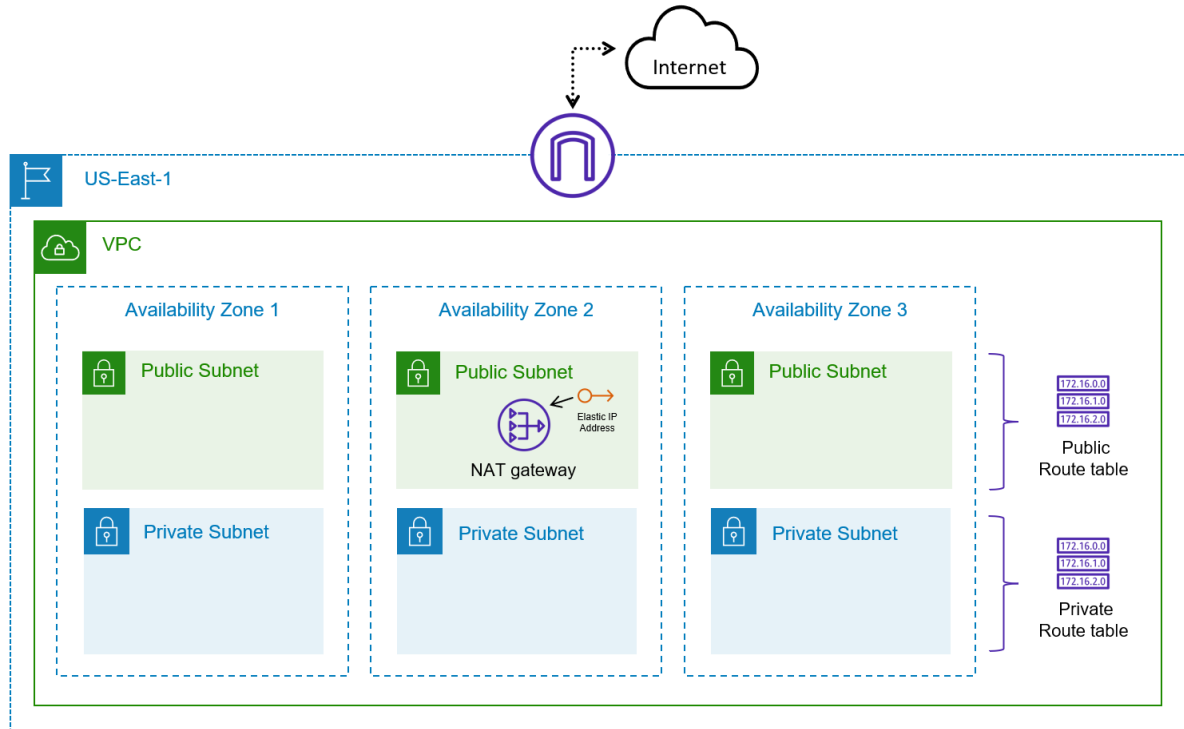 Internet
US-East-1
VPC
Availability Zone 1
Availability Zone 2
Availability Zone 3
Public Subnet
Public Subnet
Public Subnet
Elastic IP
Address
NAT gateway
172.16.0.0
172.16.1.0
172.16.2.0
Public
Route table
Private Subnet
Private Subnet
Private Subnet
172.16.0.0
172.16.1.0
172.16.2.0
Private
Route table